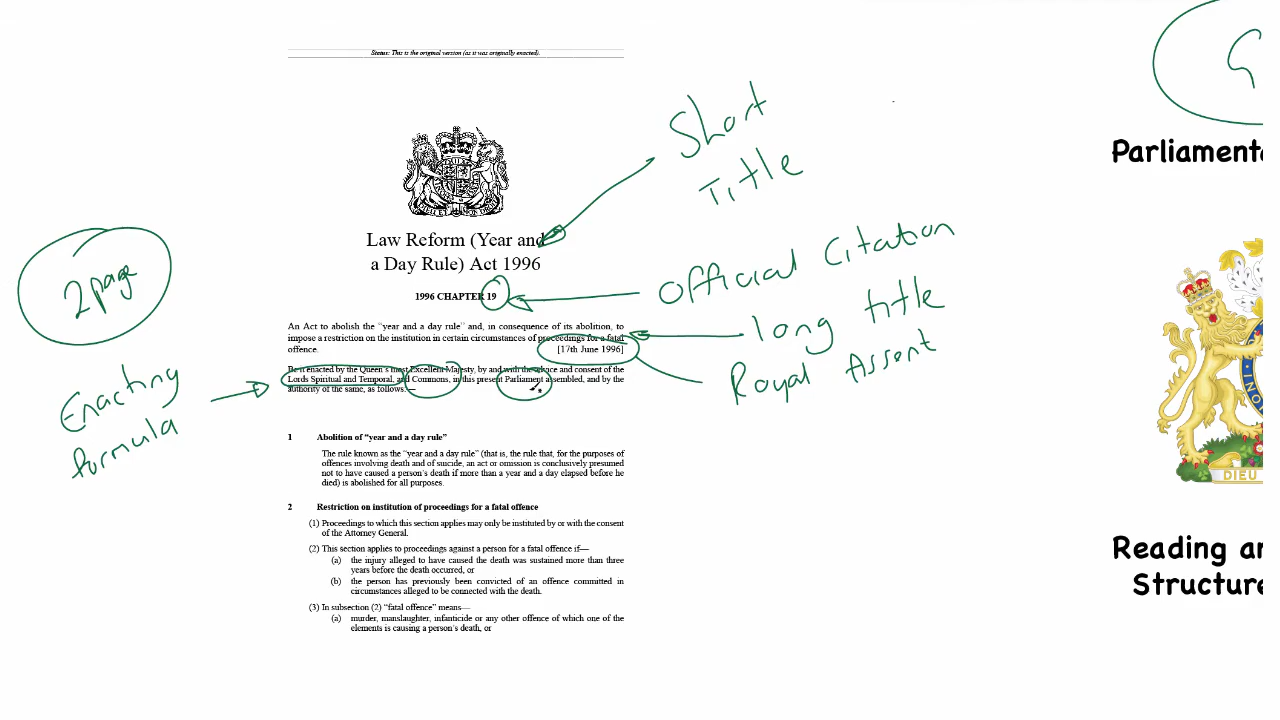 Status: This is the original version (as it was originally enacted).
Short
Title
Law Reform (Year and
a Day Rule) Act 1996
1996 CHAPTER 19
Official Citation
An Act to abolish the “year and a day rule” and, in consequence of its abolition, to
impose a restriction on the institution in certain circumstances of proceedings for a fatal
offence. [17th June 1996]
long title
Royal Assent
Be it enacted by the Queen's most Excellent Majesty, by and with the advice and consent of the
Lords Spiritual and Temporal, and Commons, in this present Parliament assembled, and by the
authority of the same, as follows:—
2 page
Enacting
formula
1 Abolition of “year and a day rule”
The rule known as the “year and a day rule” (that is, the rule that, for the purposes of
offences involving death and of suicide, an act or omission is conclusively presumed
not to have caused a person's death if more than a year and a day elapsed before he
died) is abolished for all purposes.
2 Restriction on institution of proceedings for a fatal offence
(1) Proceedings to which this section applies may only be instituted by or with the consent
of the Attorney General.
(2) This section applies to proceedings against a person for a fatal offence if—
(a) the injury alleged to have caused the death was sustained more than three
years before the death occurred, or
(b) the person has previously been convicted of an offence committed in
circumstances alleged to be connected with the death.
(3) In subsection (2) “fatal offence” means—
(a) murder, manslaughter, infanticide or any other offence of which one of the
elements is causing a person's death, or
Parliamenta
DIEU
Reading an
Structure